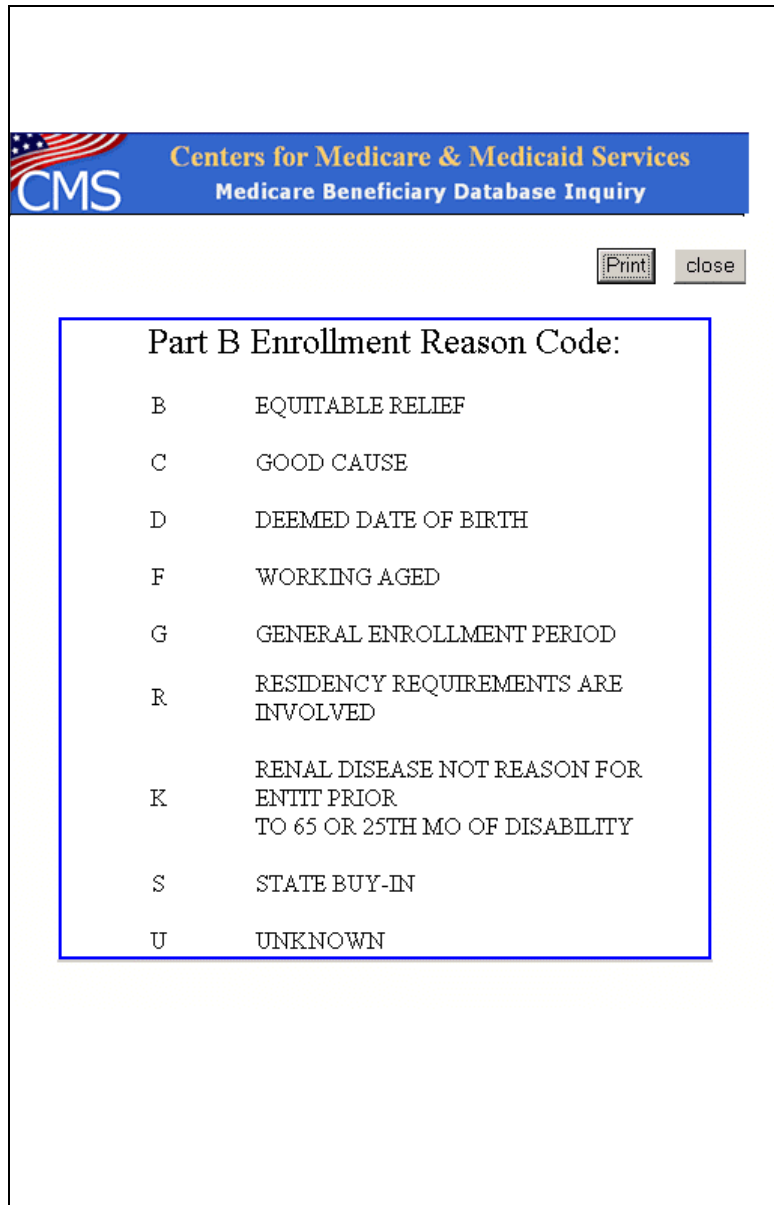 CMS
Centers for Medicare & Medicaid Services
Medicare Beneficiary Database Inquiry
Print close
Part B Enrollment Reason Code:
B EQUITABLE RELIEF
C GOOD CAUSE
D DEEMED DATE OF BIRTH
F WORKING AGED
G GENERAL ENROLLMENT PERIOD
R RESIDENCY REQUIREMENTS ARE
INVOLVED
K RENAL DISEASE NOT REASON FOR
ENTIT PRIOR
TO 65 OR 25TH MO OF DISABILITY
S STATE BUY-IN
U UNKNOWN